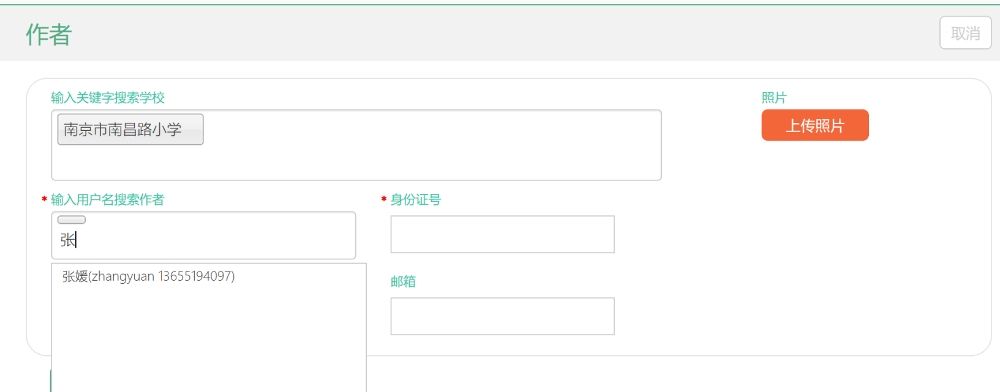 作者
取消
输入关键字搜索学校
照片
南京市南昌路小学
上传照片
* 输入用户名搜索作者
* 身份证号
张
张媛(zhangyuan 13655194097)
邮箱